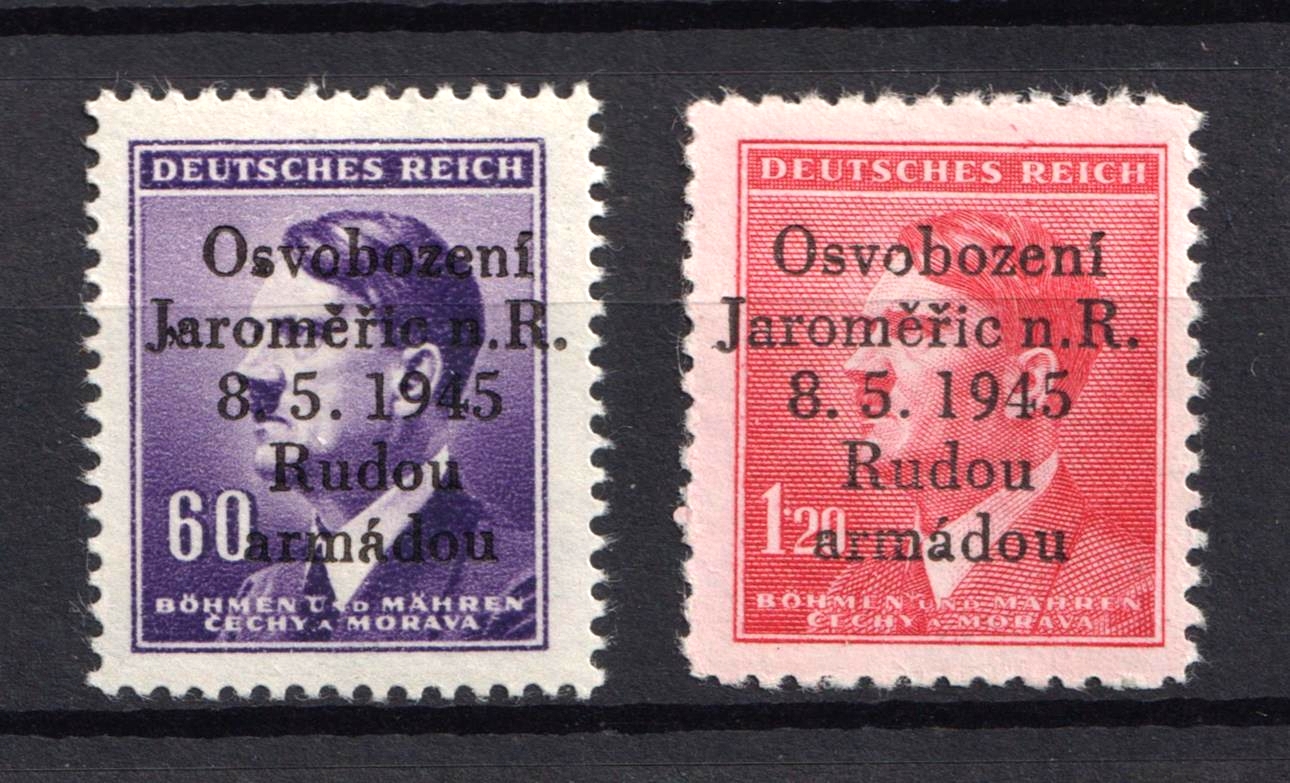 DEUTSCHES REICH
Osvobození
Jaroměřic n.R.
8. 5. 1945
Rudou
armádou
60
BÖHMEN UND MÄHREN
ČECHY A MORAVA
DEUTSCHES REICH
Osvobození
Jaroměřic n.R.
8. 5. 1945
Rudou
armádou
1·20
BÖHMEN UND MÄHREN
ČECHY A MORAVA